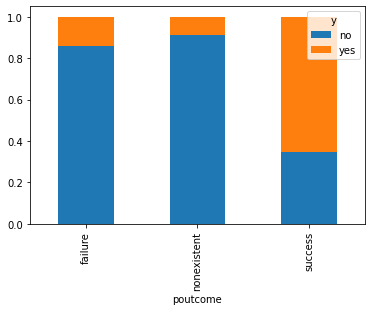 1.0
0.8
0.6
0.4
0.2
0.0
y
no
yes
failure
nonexistent
success
poutcome